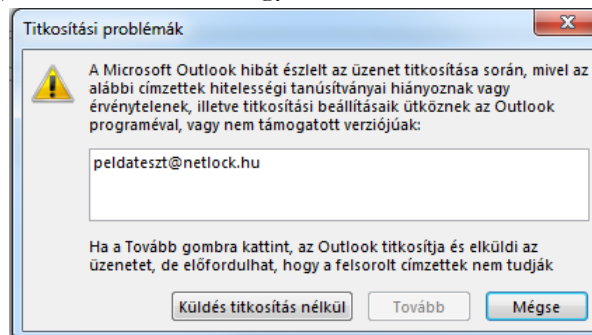 Titkosítási problémák
A Microsoft Outlook hibát észlelt az üzenet titkosítása során, mivel az
alábbi címzettek hitelességi tanúsítványai hiányoznak vagy
érvénytelenek, illetve titkosítási beállításaik ütköznek az Outlook
programéval, vagy nem támogatott verziójúak:
peldateszt@netlock.hu
Ha a Tovább gombra kattint, az Outlook titkosítja és elküldi az
üzenetet, de előfordulhat, hogy a felsorolt címzettek nem tudják
Küldés titkosítás nélkül Tovább Mégse